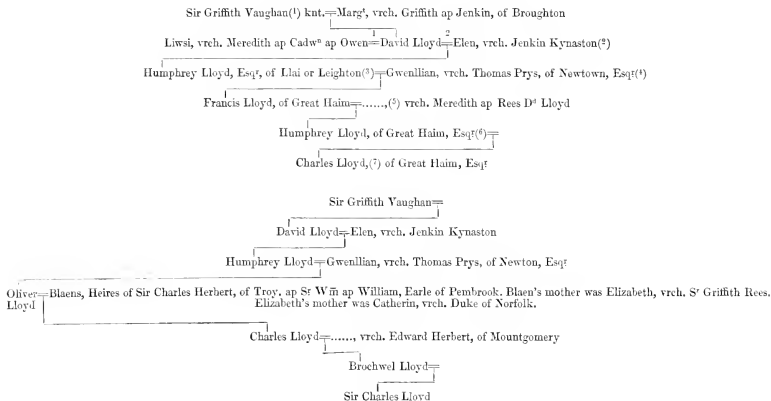 Sir Griffith Vaughan(¹) knt.=Margᵗ, vrch. Griffith ap Jenkin, of Broughton
1 2
Liwsi, vrch. Meredith ap Cadwⁿ ap Owen=David Lloyd=Elen, vrch. Jenkin Kynaston(²)
Humphrey Lloyd, Esqʳ, of Llai or Leighton(³)=Gwenllian, vrch. Thomas Prys, of Newtown, Esqʳ(⁴)
Francis Lloyd, of Great Haim=......,(⁵) vrch. Meredith ap Rees Dᵈ Lloyd
Humphrey Lloyd, of Great Haim, Esqʳ(⁶)=
Charles Lloyd,(⁷) of Great Haim, Esqʳ
Sir Griffith Vaughan=
David Lloyd=Elen, vrch. Jenkin Kynaston
Humphrey Lloyd=Gwenllian, vrch. Thomas Prys, of Newton, Esqʳ
Oliver=Blaens, Heires of Sir Charles Herbert, of Troy. ap Sʳ Wm̃ ap William, Earle of Pembrook. Blaen's mother was Elizabeth, vrch. Sʳ Griffith Rees.
Lloyd Elizabeth's mother was Catherin, vrch. Duke of Norfolk.
Charles Lloyd=......, vrch. Edward Herbert, of Mountgomery
Brochwel Lloyd=
Sir Charles Lloyd